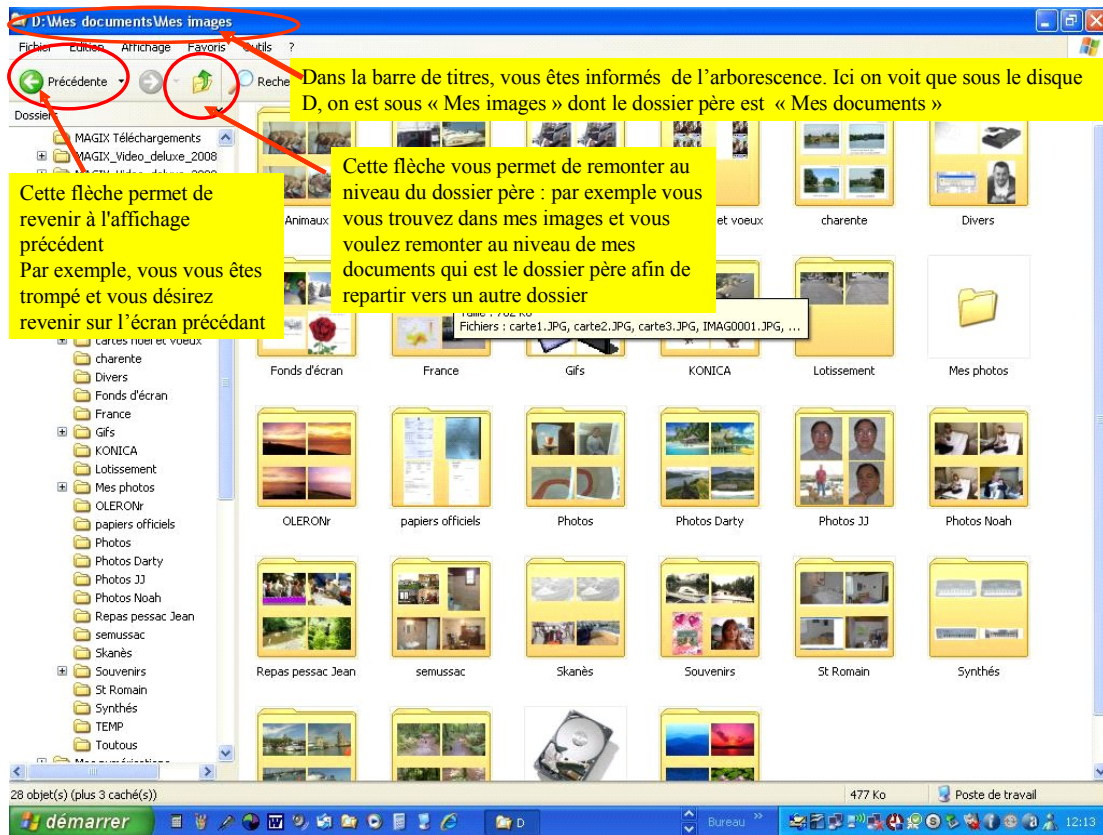 D:\Mes documents\Mes images
Fichier Edition Affichage Favoris Outils ?
Précédente
Dans la barre de titres, vous êtes informés de l’arborescence. Ici on voit que sous le disque
D, on est sous « Mes images » dont le dossier père est « Mes documents »
MAGIX Téléchargements
MAGIX_Video_deluxe_2008
Cette flèche permet de
revenir à l'affichage
précédent
Par exemple, vous vous êtes
trompé et vous désirez
revenir sur l’écran précédant
Cette flèche vous permet de remonter au
niveau du dossier père : par exemple vous
vous trouvez dans mes images et vous
voulez remonter au niveau de mes
documents qui est le dossier père afin de
repartir vers un autre dossier
Fichiers : carte1.JPG, carte2.JPG, carte3.JPG, IMAG0001.JPG, ...
cartes noel et voeux
charente
Divers
Fonds d'écran
France
Gifs
KONICA
Lotissement
Mes photos
OLERONr
papiers officiels
Photos
Photos Darty
Photos JJ
Photos Noah
Repas pessac Jean
semussac
Skanès
Souvenirs
St Romain
Synthés
TEMP
Toutous
Animaux et voeux charente Divers
Fonds d'écran France Gifs KONICA Lotissement Mes photos
OLERONr papiers officiels Photos Photos Darty Photos JJ Photos Noah
Repas pessac Jean semussac Skanès Souvenirs St Romain Synthés
28 objet(s) (plus 3 caché(s)) 477 Ko Poste de travail
démarrer D Bureau » 12:13